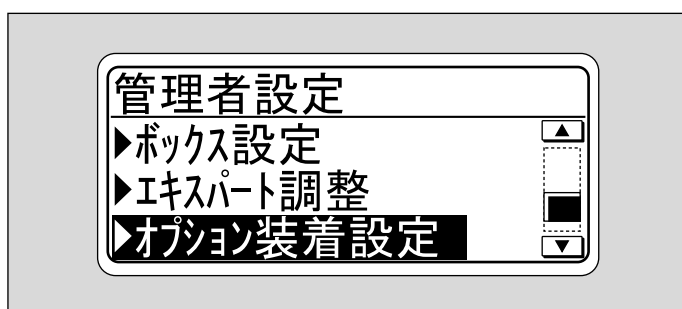 管理者設定
▶ボックス設定
▶エキスパート調整
▶オプション装着設定